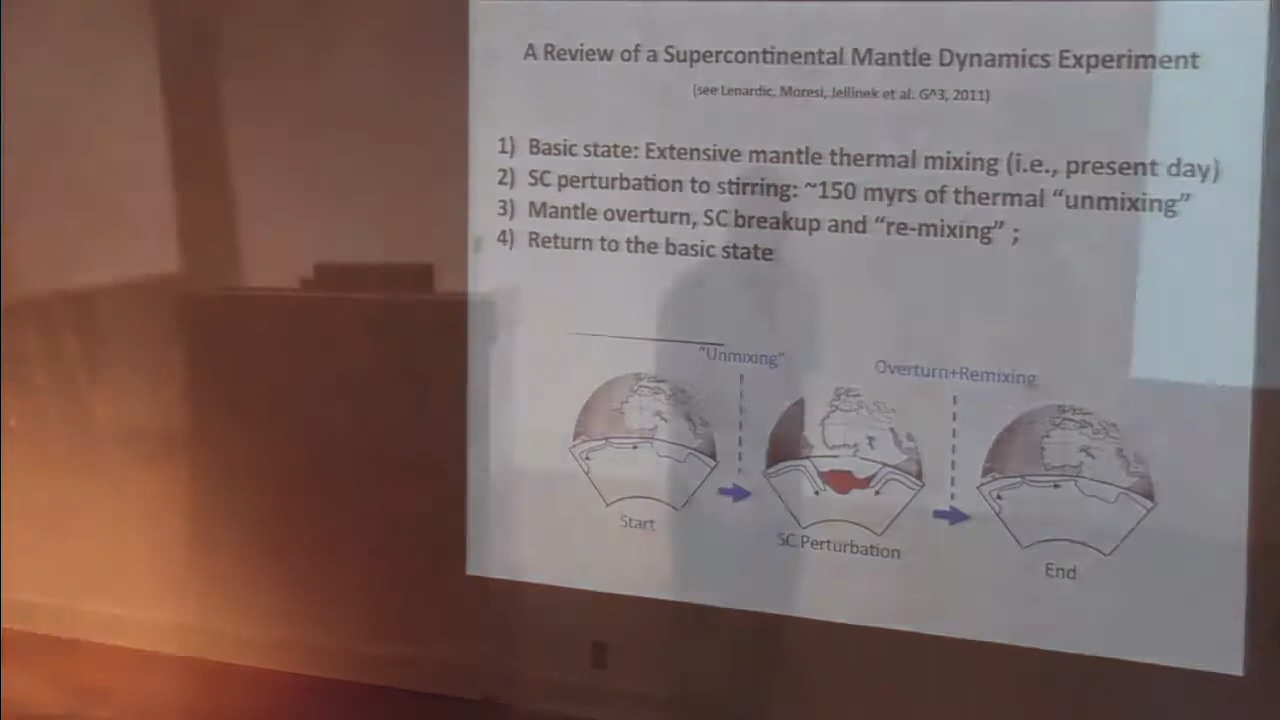 A Review of a Supercontinental Mantle Dynamics Experiment
(see Lenardic, Moresi, Jellinek et al. G^3, 2011)
1) Basic state: Extensive mantle thermal mixing (i.e., present day)
2) SC perturbation to stirring: ~150 myrs of thermal “unmixing”
3) Mantle overturn, SC breakup and “re-mixing” ;
4) Return to the basic state
“Unmixing”
Overturn+Remixing
Start
SC Perturbation
End